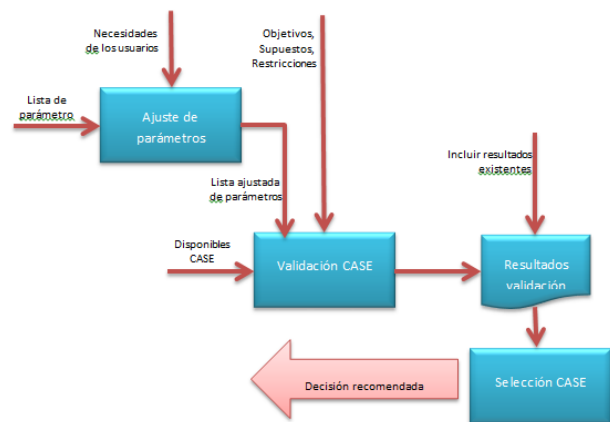 Necesidades
de los usuarios
Objetivos,
Supuestos,
Restricciones
Lista de
parámetro
Ajuste de
parámetros
Incluir resultados
existentes
Lista ajustada
de parámetros
Disponibles
CASE
Validación CASE
Resultados
validación
Decisión recomendada
Selección CASE